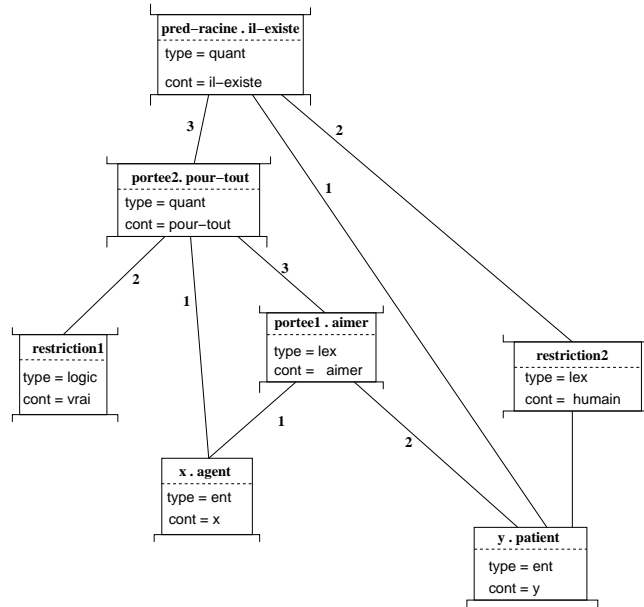 pred-racine . il-existe
type = quant
cont = il-existe
3
2
1
portee2. pour-tout
type = quant
cont = pour-tout
2
1
3
portee1 . aimer
type = lex
cont = aimer
restriction1
type = logic
cont = vrai
restriction2
type = lex
cont = humain
1
2
x . agent
type = ent
cont = x
y . patient
type = ent
cont = y